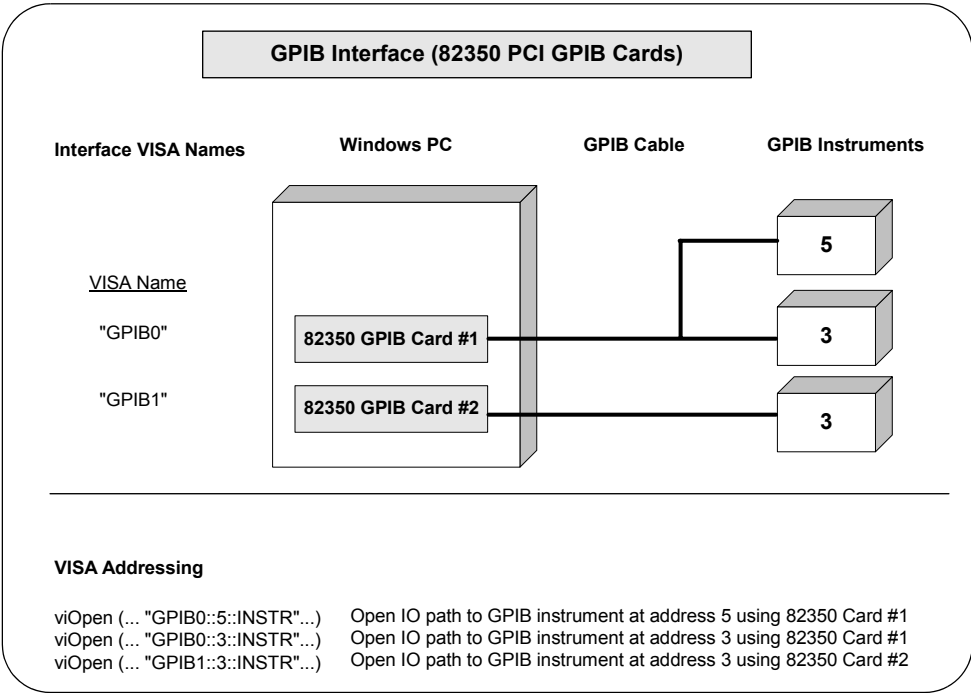 GPIB Interface (82350 PCI GPIB Cards)
Interface VISA Names
Windows PC
GPIB Cable
GPIB Instruments
5
VISA Name
"GPIB0"
82350 GPIB Card #1
3
"GPIB1"
82350 GPIB Card #2
3
VISA Addressing
viOpen (... "GPIB0::5::INSTR"...) Open IO path to GPIB instrument at address 5 using 82350 Card #1
viOpen (... "GPIB0::3::INSTR"...) Open IO path to GPIB instrument at address 3 using 82350 Card #1
viOpen (... "GPIB1::3::INSTR"...) Open IO path to GPIB instrument at address 3 using 82350 Card #2